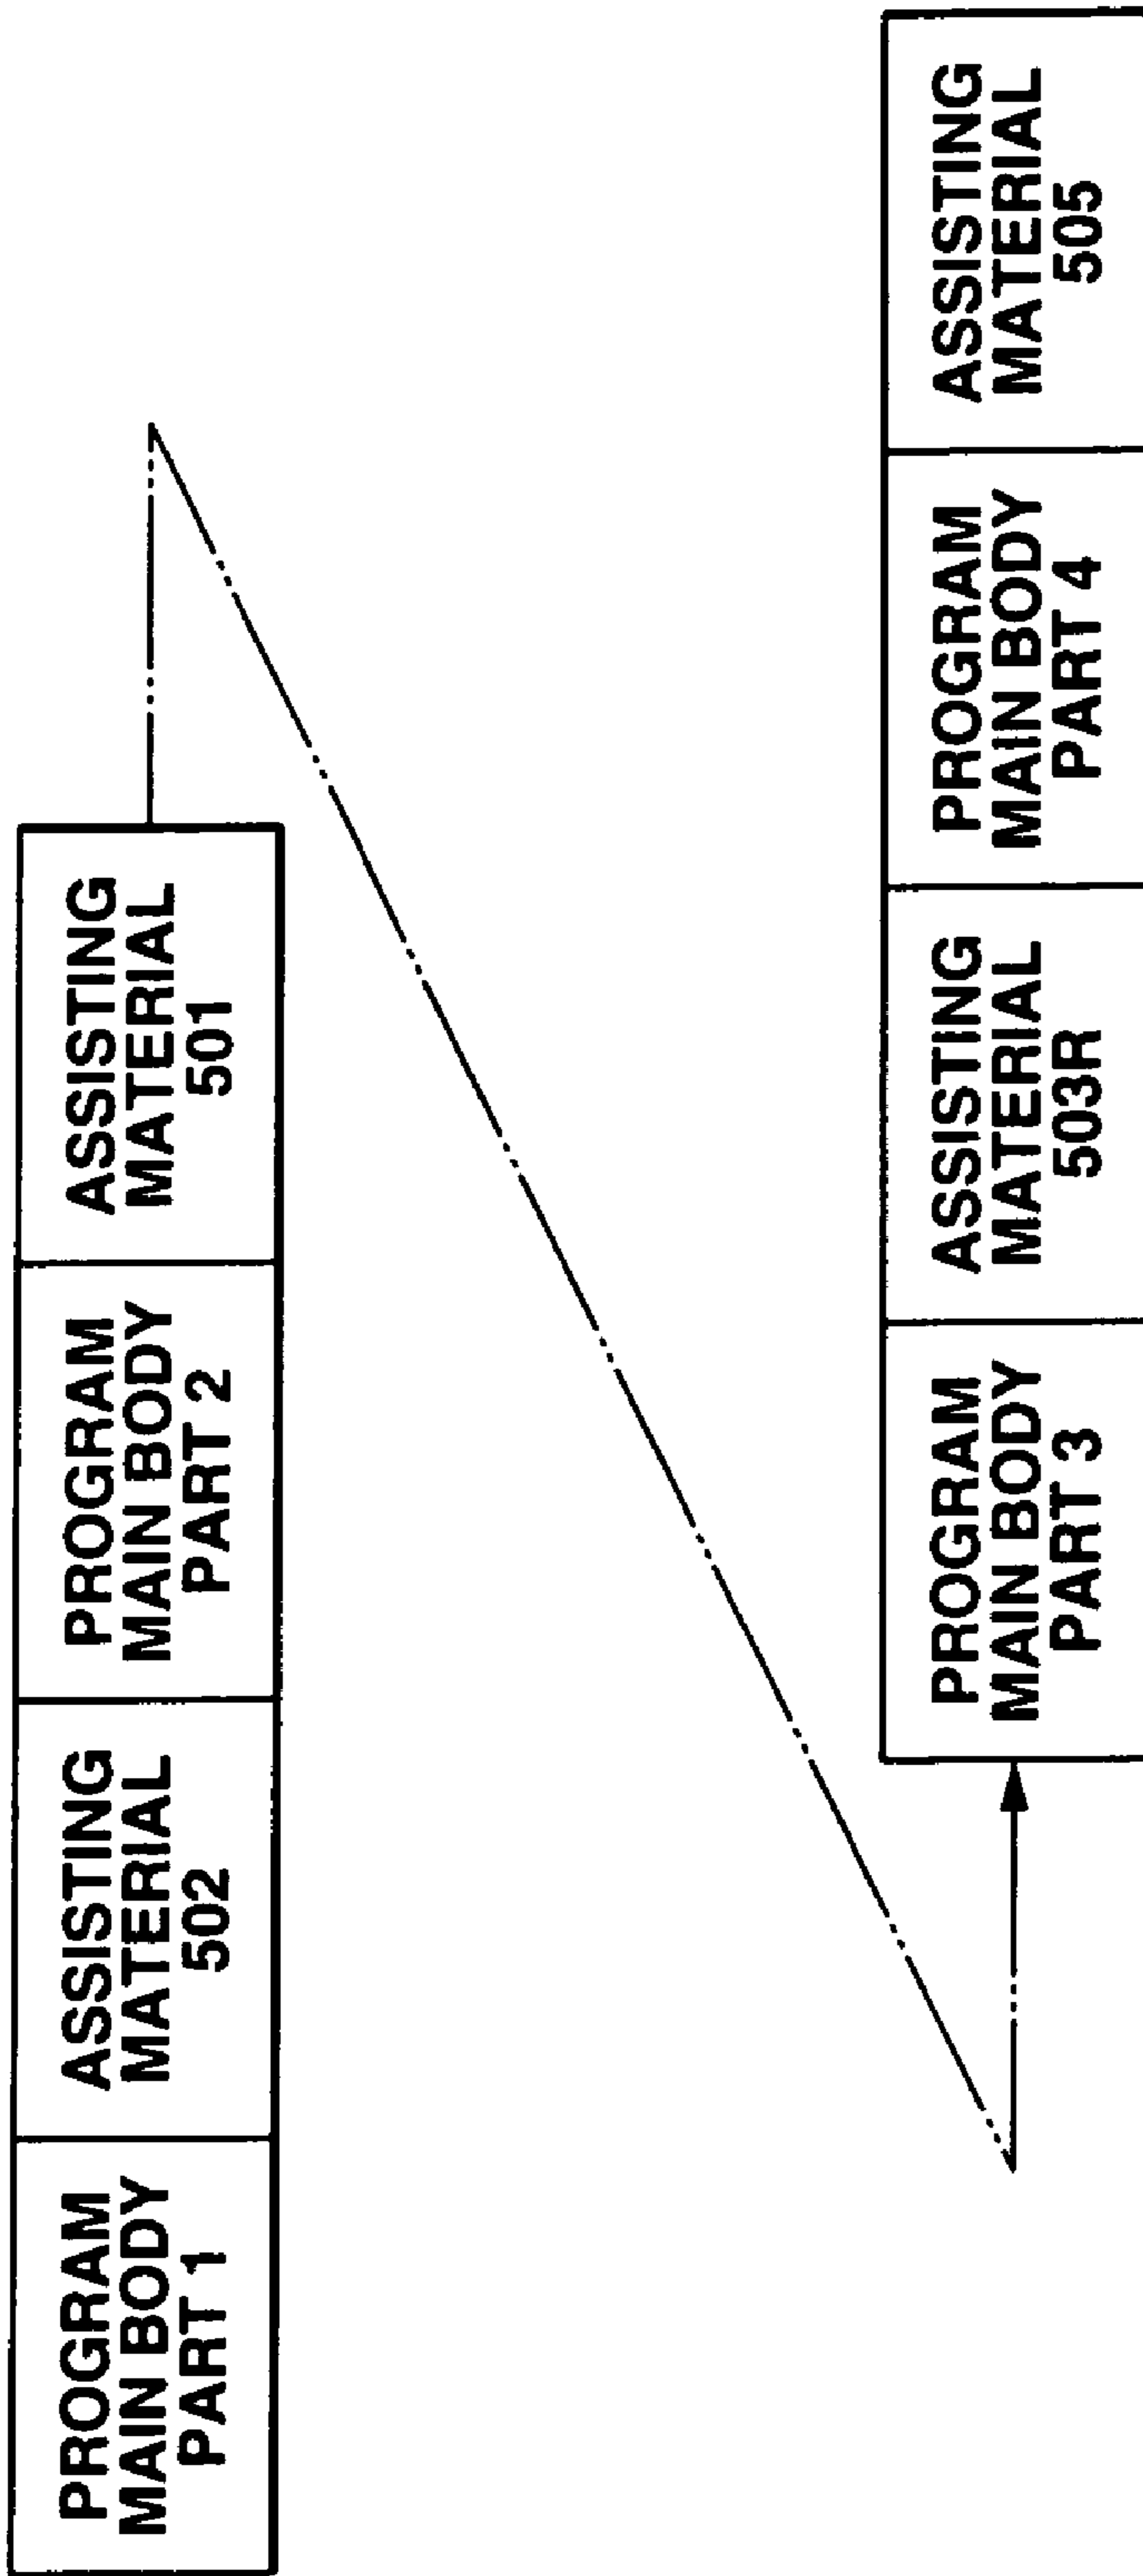 PROGRAM
MAIN BODY
PART 1
ASSISTING
MATERIAL
502
PROGRAM
MAIN BODY
PART 2
ASSISTING
MATERIAL
501
PROGRAM
MAIN BODY
PART 3
ASSISTING
MATERIAL
503R
PROGRAM
MAIN BODY
PART 4
ASSISTING
MATERIAL
505